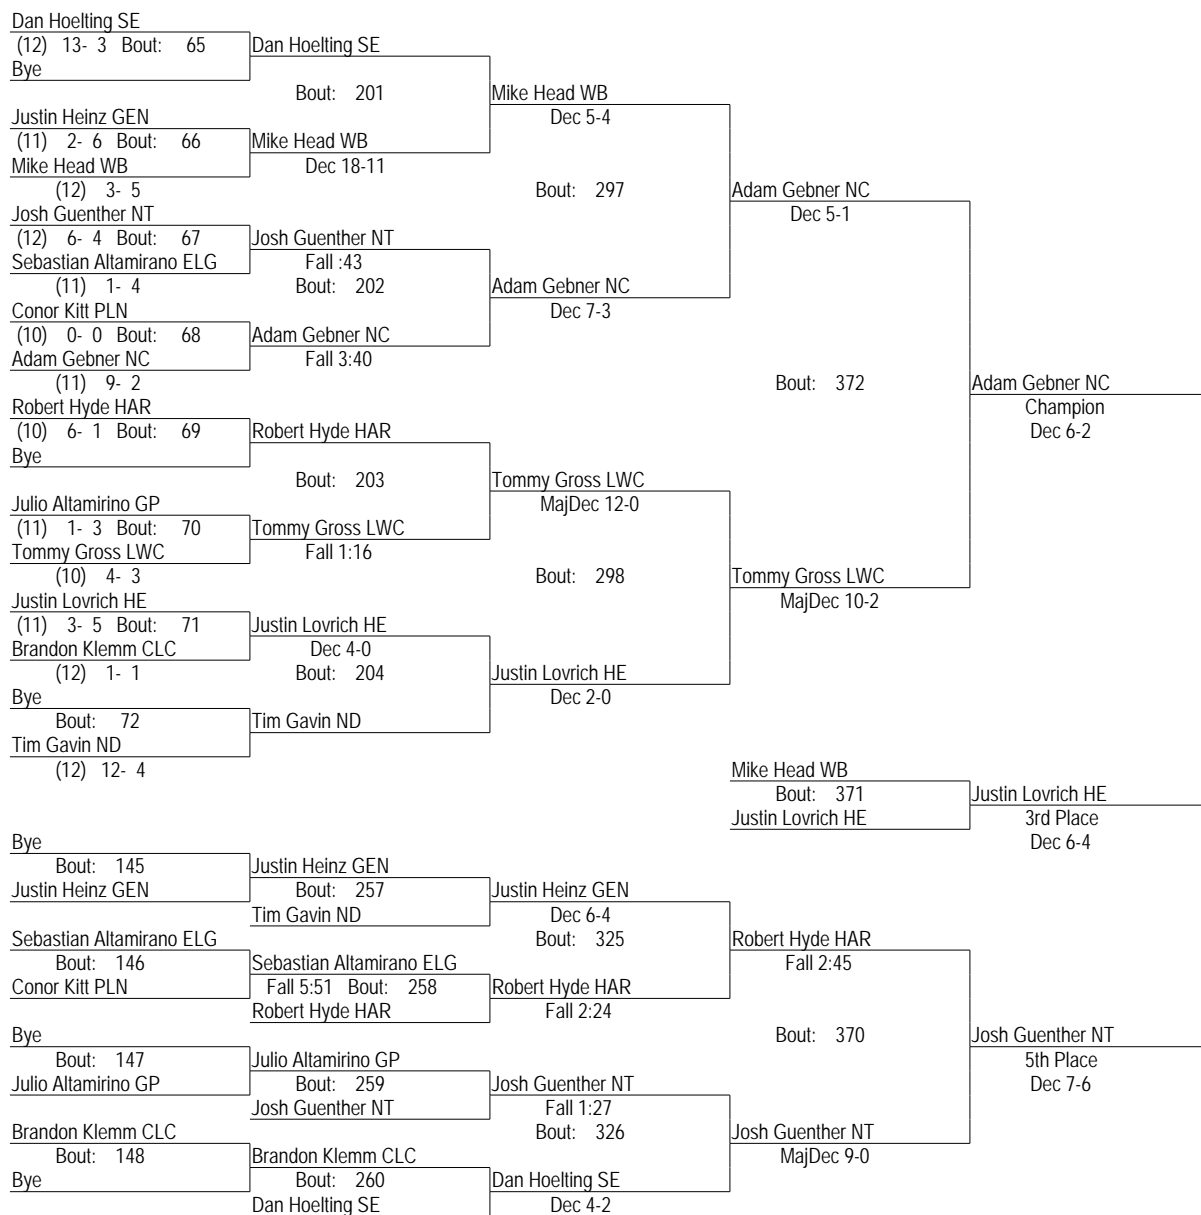 Dan Hoelting SE
(12) 13- 3 Bout: 65
Bye
Dan Hoelting SE
Bout: 201
Justin Heinz GEN
(11) 2- 6 Bout: 66
Mike Head WB
(12) 3- 5
Mike Head WB
Dec 18-11
Mike Head WB
Dec 5-4
Bout: 297
Josh Guenther NT
(12) 6- 4 Bout: 67
Sebastian Altamirano ELG
(11) 1- 4
Josh Guenther NT
Fall :43
Bout: 202
Conor Kitt PLN
(10) 0- 0 Bout: 68
Adam Gebner NC
(11) 9- 2
Adam Gebner NC
Fall 3:40
Adam Gebner NC
Dec 7-3
Adam Gebner NC
Dec 5-1
Bout: 372
Adam Gebner NC
Champion
Dec 6-2
Robert Hyde HAR
(10) 6- 1 Bout: 69
Bye
Robert Hyde HAR
Bout: 203
Julio Altamirino GP
(11) 1- 3 Bout: 70
Tommy Gross LWC
(10) 4- 3
Tommy Gross LWC
Fall 1:16
Tommy Gross LWC
MajDec 12-0
Bout: 298
Tommy Gross LWC
MajDec 10-2
Justin Lovrich HE
(11) 3- 5 Bout: 71
Brandon Klemm CLC
(12) 1- 1
Justin Lovrich HE
Dec 4-0
Bout: 204
Bye
Bout: 72
Tim Gavin ND
(12) 12- 4
Tim Gavin ND
Justin Lovrich HE
Dec 2-0
Mike Head WB
Bout: 371
Justin Lovrich HE
Justin Lovrich HE
3rd Place
Dec 6-4
Bye
Bout: 145
Justin Heinz GEN
Justin Heinz GEN
Bout: 257
Tim Gavin ND
Justin Heinz GEN
Dec 6-4
Bout: 325
Sebastian Altamirano ELG
Bout: 146
Conor Kitt PLN
Sebastian Altamirano ELG
Fall 5:51 Bout: 258
Robert Hyde HAR
Robert Hyde HAR
Fall 2:24
Robert Hyde HAR
Fall 2:45
Bout: 370
Bye
Bout: 147
Julio Altamirino GP
Julio Altamirino GP
Bout: 259
Josh Guenther NT
Josh Guenther NT
Fall 1:27
Bout: 326
Brandon Klemm CLC
Bout: 148
Bye
Brandon Klemm CLC
Bout: 260
Dan Hoelting SE
Dan Hoelting SE
Dec 4-2
Josh Guenther NT
MajDec 9-0
Josh Guenther NT
5th Place
Dec 7-6